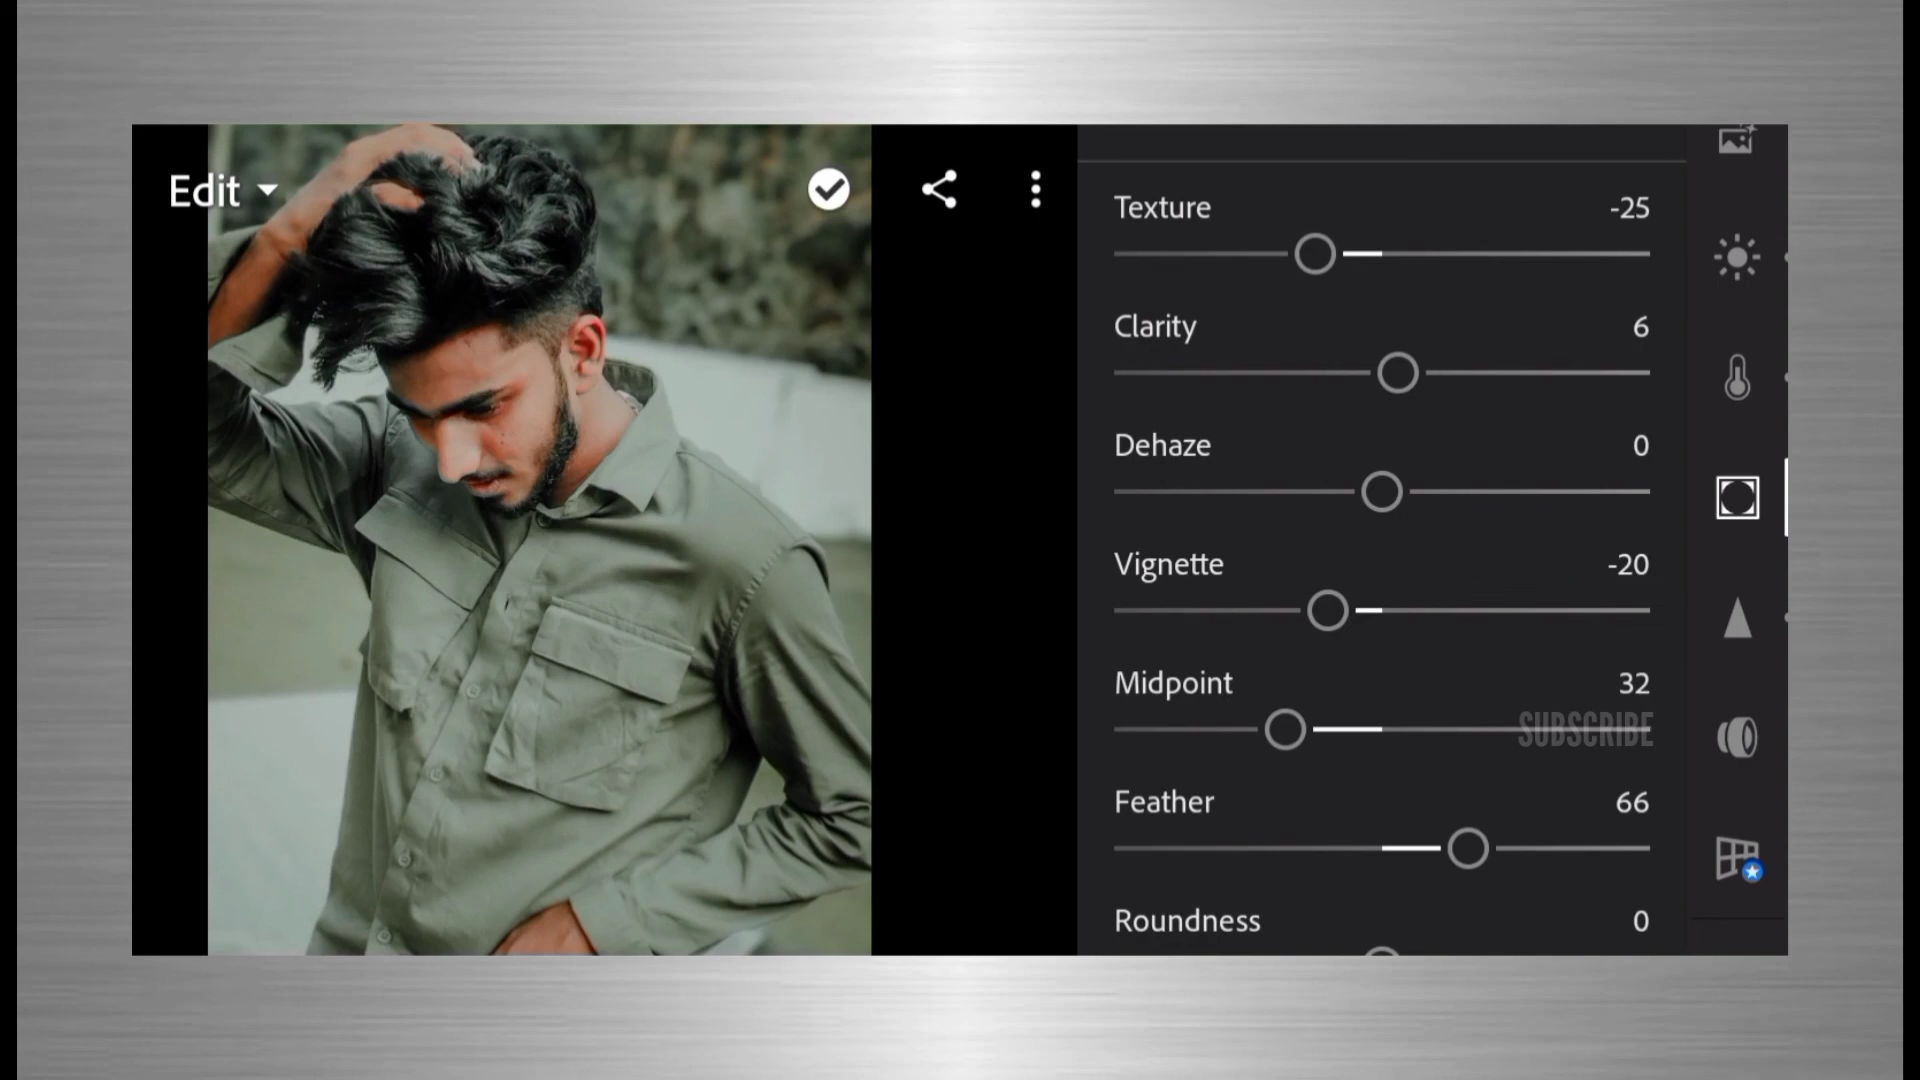 Edit
Texture -25
Clarity 6
Dehaze 0
Vignette -20
Midpoint 32
SUBSCRIBE
Feather 66
Roundness 0